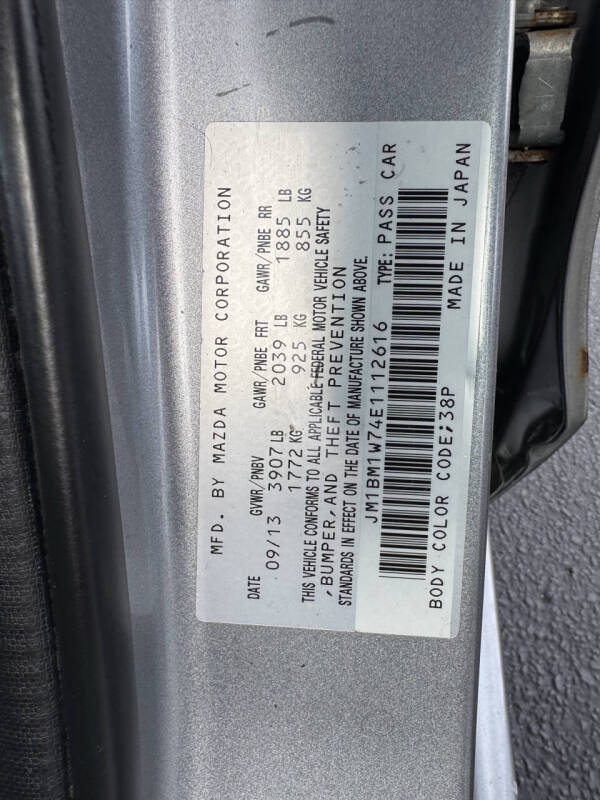 MFD. BY MAZDA MOTOR CORPORATION
DATE GVWR/PNBV GAWR/PNBE FRT GAWR/PNBE RR
09/13 3907 LB 2039 LB 1885 LB
1772 KG 925 KG 855 KG
THIS VEHICLE CONFORMS TO ALL APPLICABLE FEDERAL MOTOR VEHICLE SAFETY
,BUMPER,AND THEFT PREVENTION
STANDARDS IN EFFECT ON THE DATE OF MANUFACTURE SHOWN ABOVE.
JM1BM1W74E1112616 TYPE: PASS CAR
BODY COLOR CODE;38P MADE IN JAPAN